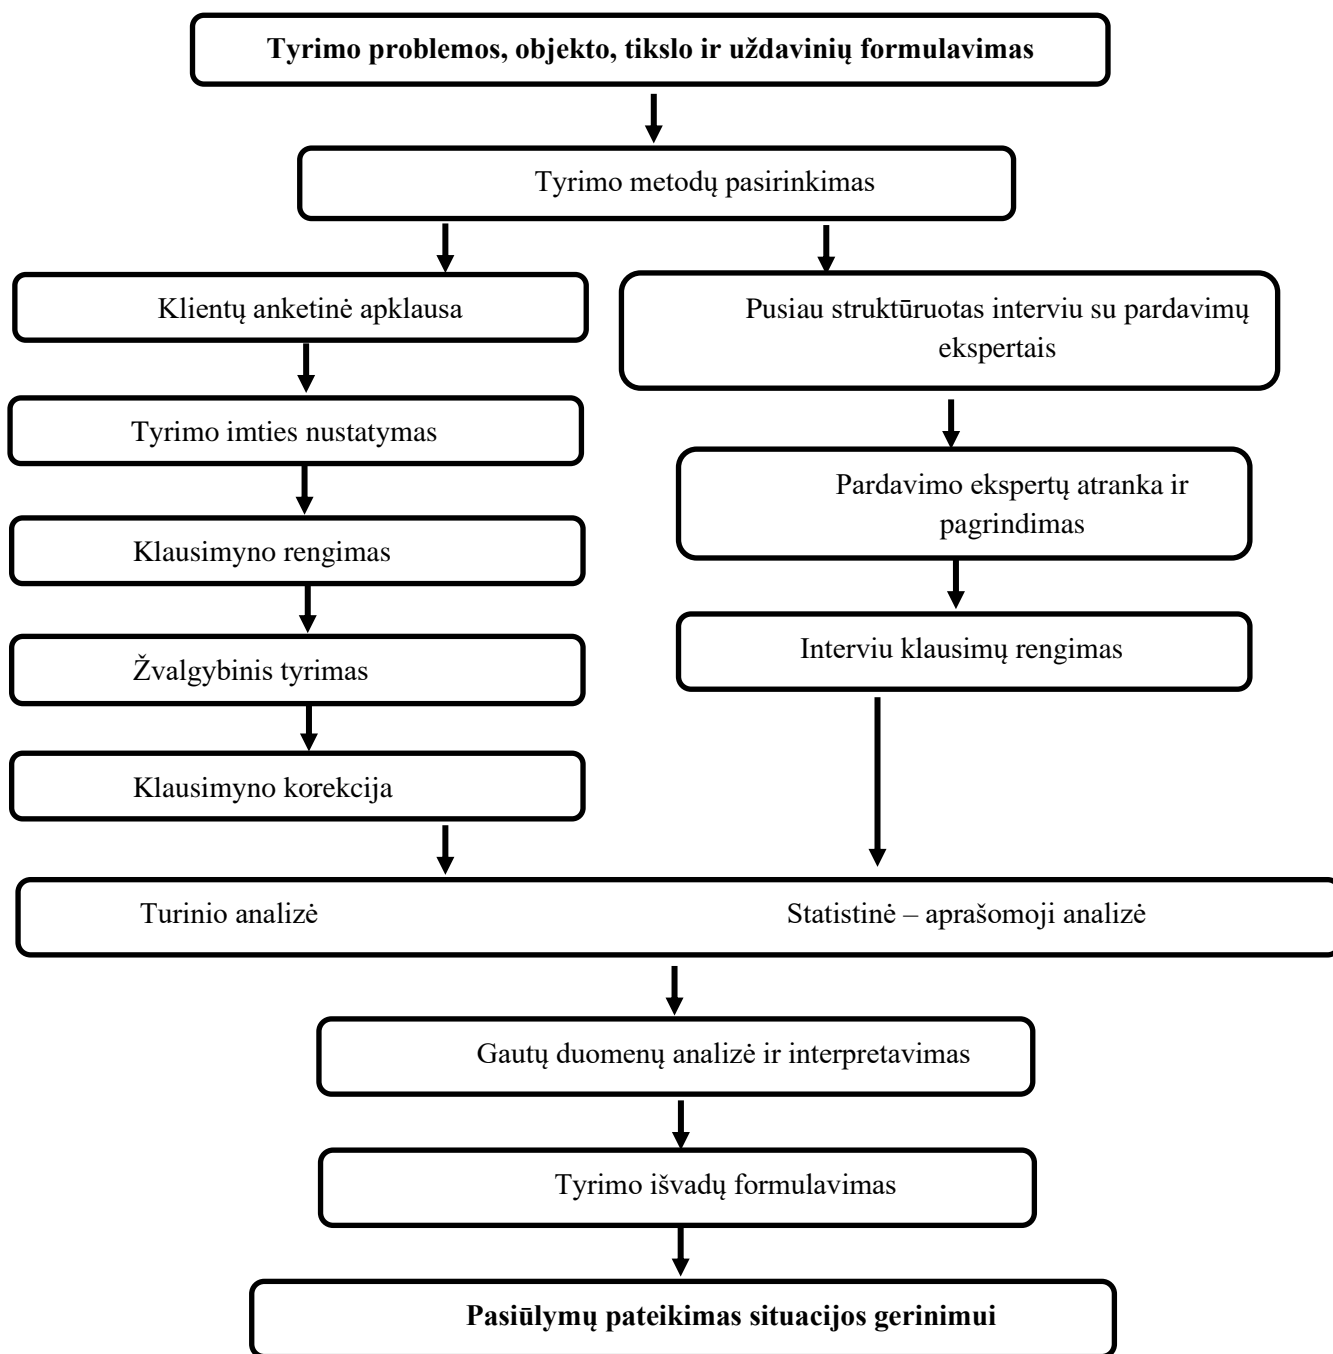 Tyrimo problemos, objekto, tikslo ir uždavinių formulavimas
Tyrimo metodų pasirinkimas
Klientų anketinė apklausa
Tyrimo imties nustatymas
Klausimyno rengimas
Žvalgybinis tyrimas
Klausimyno korekcija
Pusiau struktūruotas interviu su pardavimų
ekspertais
Pardavimo ekspertų atranka ir
pagrindimas
Interviu klausimų rengimas
Turinio analizė
Statistinė – aprašomoji analizė
Gautų duomenų analizė ir interpretavimas
Tyrimo išvadų formulavimas
Pasiūlymų pateikimas situacijos gerinimui